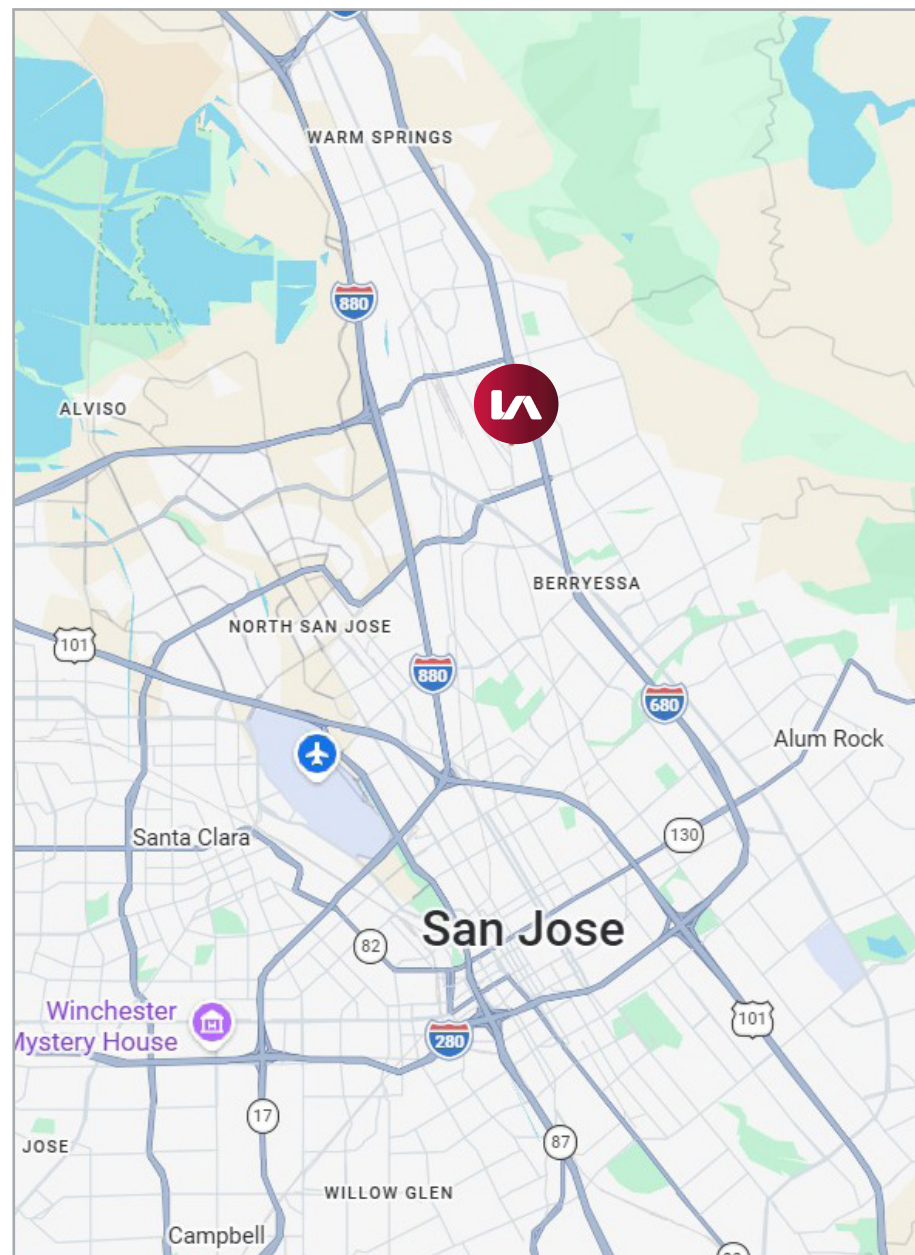 WARM SPRINGS
880
ALVISO
BERRYESSA
NORTH SAN JOSE
101
880
680
Alum Rock
Santa Clara
130
San Jose
82
Winchester
Mystery House
101
280
17
87
JOSE
WILLOW GLEN
Campbell